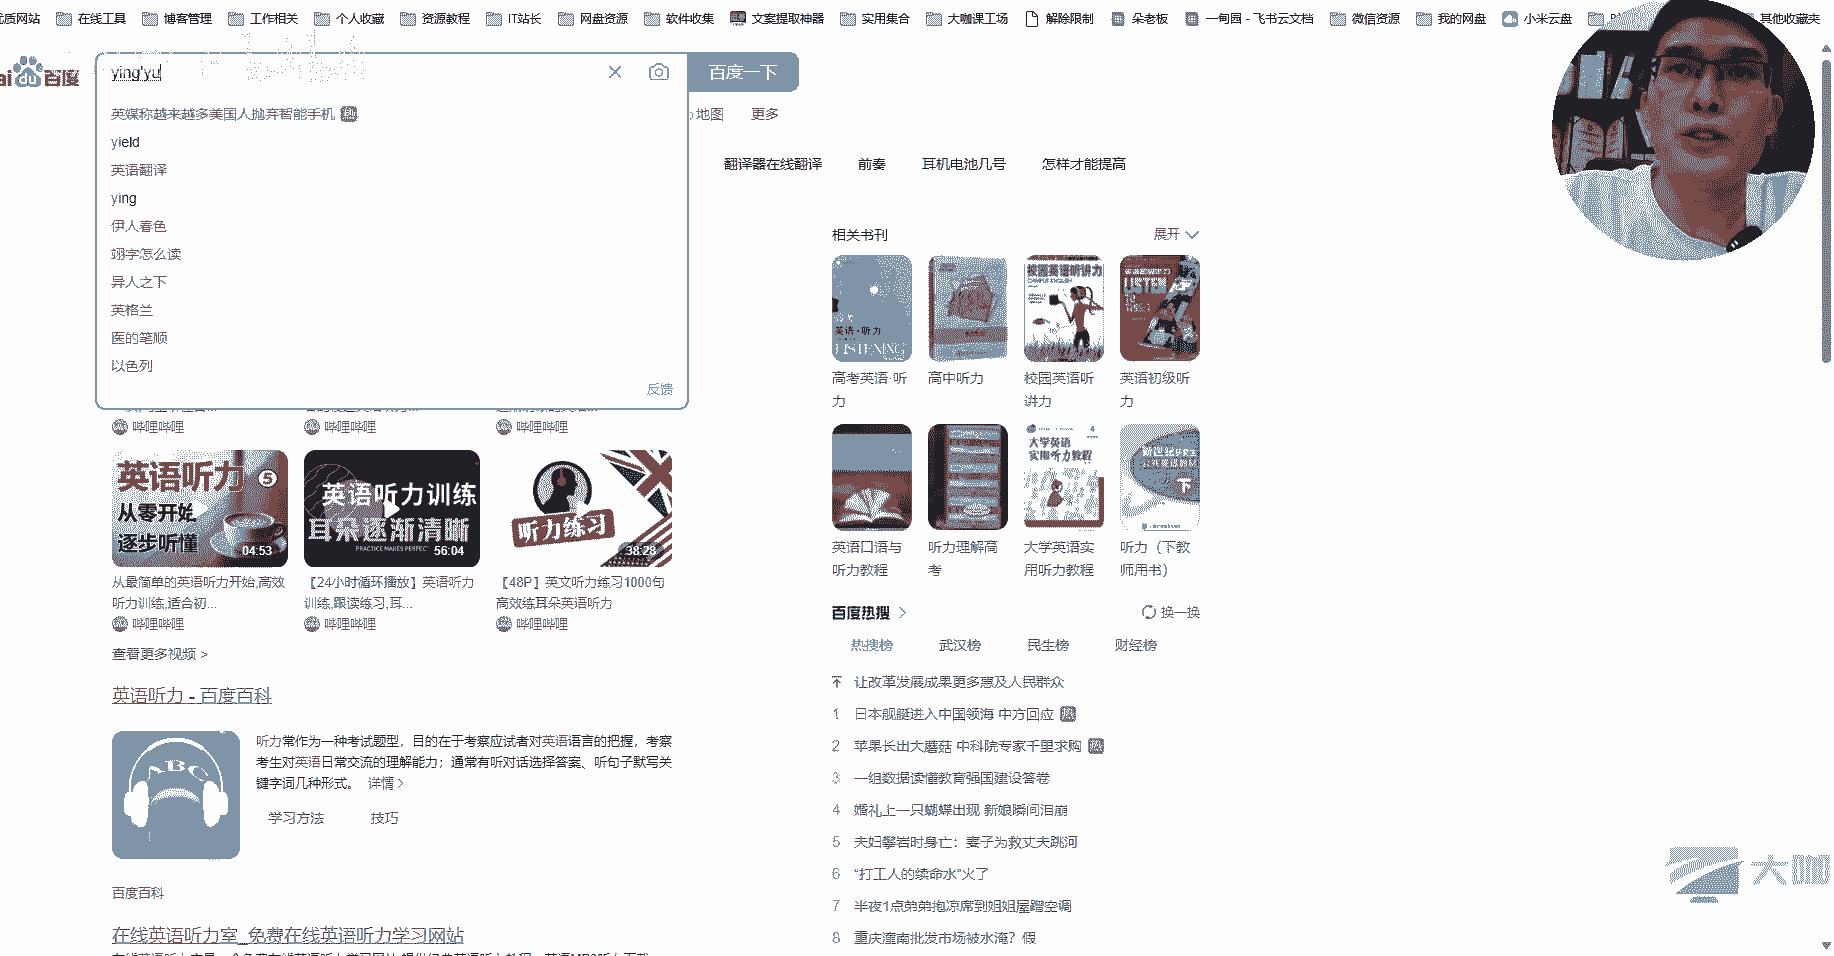 优质网站 在线工具 博客管理 工作相关 个人收藏 资源教程 IT站长 网盘资源 软件收集 文案提取神器 实用集合 大咖课工场 解除限制 朵老板 一甸园 - 飞书云文档 微信资源 我的网盘 小米云盘 其他收藏夹
du百度 ying'yu 百度一下
英媒称越来越多美国人抛弃智能手机 热
地图 更多
yield
英语翻译
翻译器在线翻译 前奏 耳机电池几号 怎样才能提高
ying
伊人春色
翊字怎么读
异人之下
英格兰
医的笔顺
以色列
反馈
相关书刊 展开
英语·听力
LISTENING
校园英语听讲力
LISTEN
高考英语·听力
高中听力
校园英语听讲力
英语初级听力
大学英语
实用听力教程
下
英语口语与听力教程
听力理解高考
大学英语实用听力教程
听力（下教师用书）
哔哩哔哩 哔哩哔哩 哔哩哔哩
英语听力 5
从零开始
逐步听懂
04:53
英语听力训练
耳朵逐渐清晰
PRACTICE MAKES PERFECT
56:04
听力练习
38:28
从最简单的英语听力开始,高效听力训练,适合初...
【24小时循环播放】英语听力训练,跟读练习,耳...
【48P】英文听力练习1000句高效练耳朵英语听力
哔哩哔哩 哔哩哔哩 哔哩哔哩
查看更多视频 >
英语听力 - 百度百科
ABC
听力常作为一种考试题型，目的在于考察应试者对英语语言的把握，考察
考生对英语日常交流的理解能力；通常有听对话选择答案、听句子默写关
键字词几种形式。 详情 >
学习方法 技巧
百度百科
在线英语听力室_免费在线英语听力学习网站
百度热搜 > 换一换
热搜榜 武汉榜 民生榜 财经榜
让改革发展成果更多惠及人民群众
1 日本舰艇进入中国领海 中方回应 热
2 苹果长出大蘑菇 中科院专家千里求购 热
3 一组数据读懂教育强国建设答卷
4 婚礼上一只蝴蝶出现 新娘瞬间泪崩
5 夫妇攀岩时身亡：妻子为救丈夫跳河
6 “打工人的续命水”火了
7 半夜1点弟弟抱凉席到姐姐屋蹭空调
8 重庆潼南批发市场被水淹？假
大咖